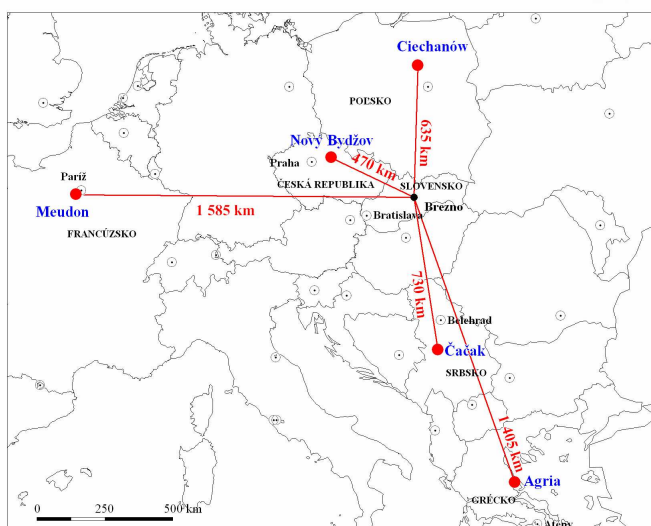 Ciechanów
POĽSKO
635 km
Nový Bydžov
Praha
470 km
ČESKÁ REPUBLIKA
SLOVENSKO
Paríž
Brezno
Meudon
1 585 km
Bratislava
FRANCÚZSKO
730 km
Belehrad
Čačak
SRBSKO
1 405 km
Agria
GRÉCKO
0 250 500 km
Atény